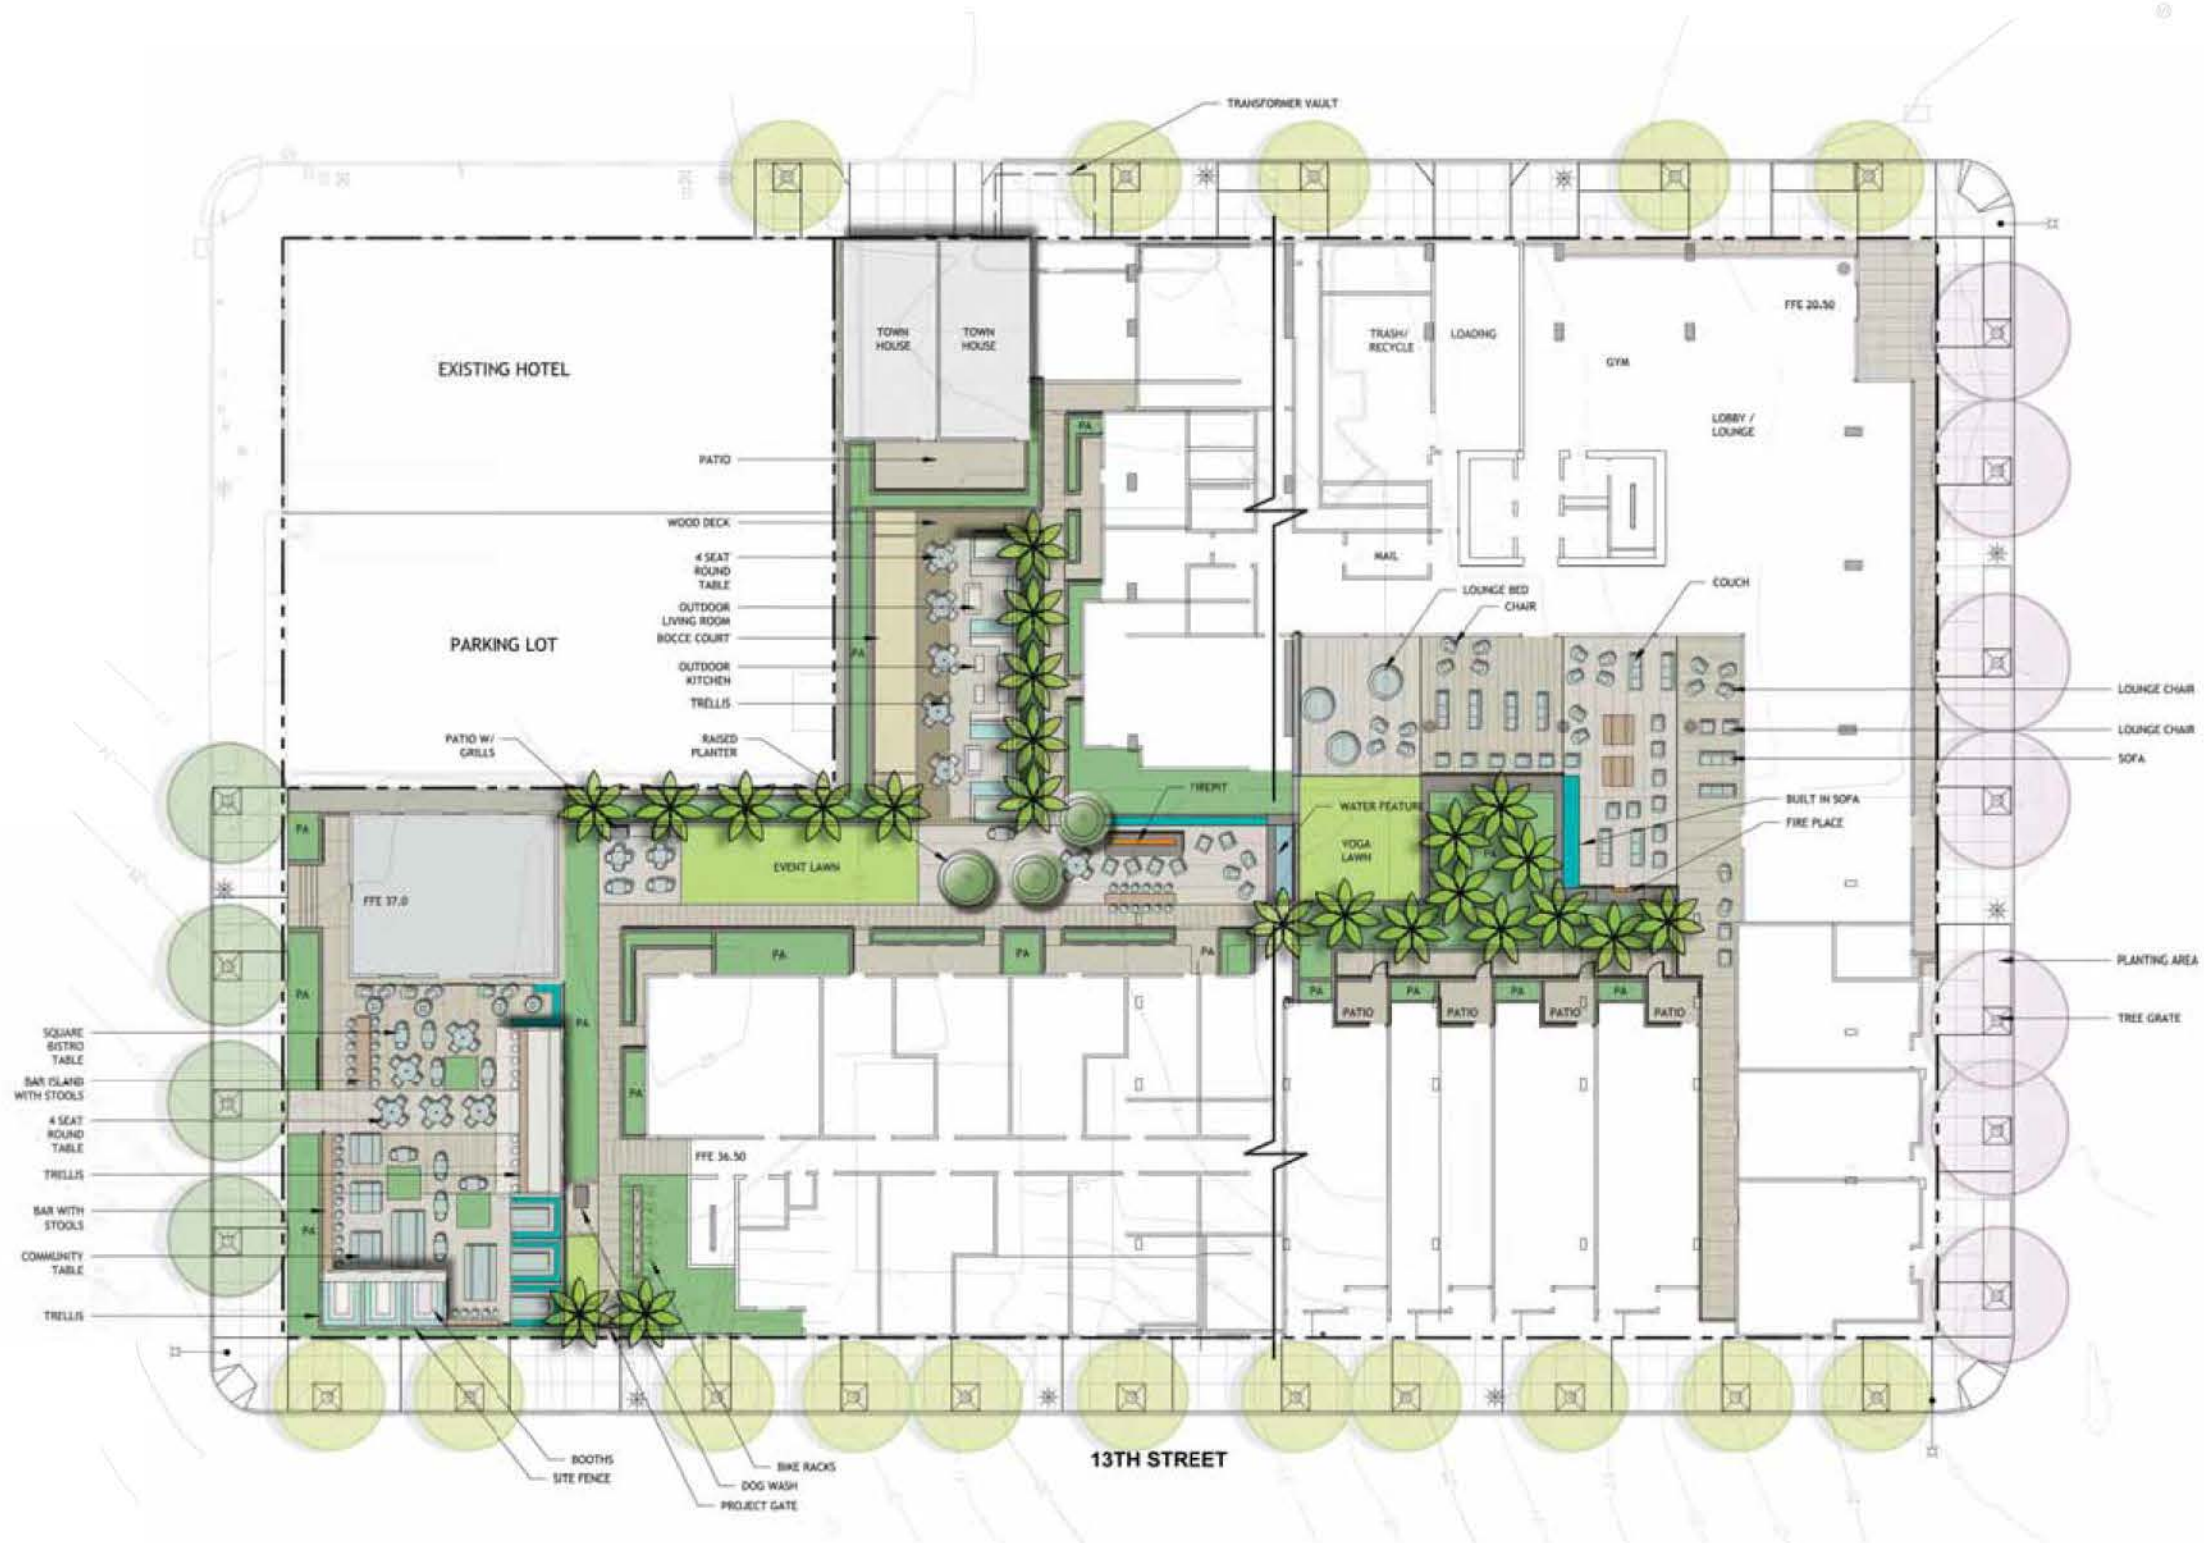 TRANSFORMER VAULT
TOWN
HOUSE
TOWN
HOUSE
EXISTING HOTEL
TRASH/
RECYCLE
LOADING
GYM
FFE 20.50
LOBBY /
LOUNGE
PA
PATIO
WOOD DECK
4 SEAT
ROUND
TABLE
OUTDOOR
LIVING ROOM
BOCCE COURT
OUTDOOR
KITCHEN
TRELLIS
PARKING LOT
PATIO W/
GRILLS
RAISED
PLANTER
PA
MAIL
LOUNGE BED
CHAIR
COUCH
LOUNGE CHAIR
LOUNGE CHAIR
SOFA
BUILT IN SOFA
FIRE PLACE
FIREPIT
WATER FEATURE
YOGA
LAWN
PA
EVENT LAWN
PA
FFE 37.0
PA
PA
PA
PA
PA
PLANTING AREA
TREE GRATE
PA
PA
PA
PA
PATIO
PATIO
PATIO
PATIO
SQUARE
BISTRO
TABLE
BAR ISLAND
WITH STOOLS
4 SEAT
ROUND
TABLE
TRELLIS
BAR WITH
STOOLS
COMMUNITY
TABLE
TRELLIS
PA
PA
PA
FFE 36.50
BOOTHS
SITE FENCE
BIKE RACKS
DOG WASH
PROJECT GATE
13TH STREET